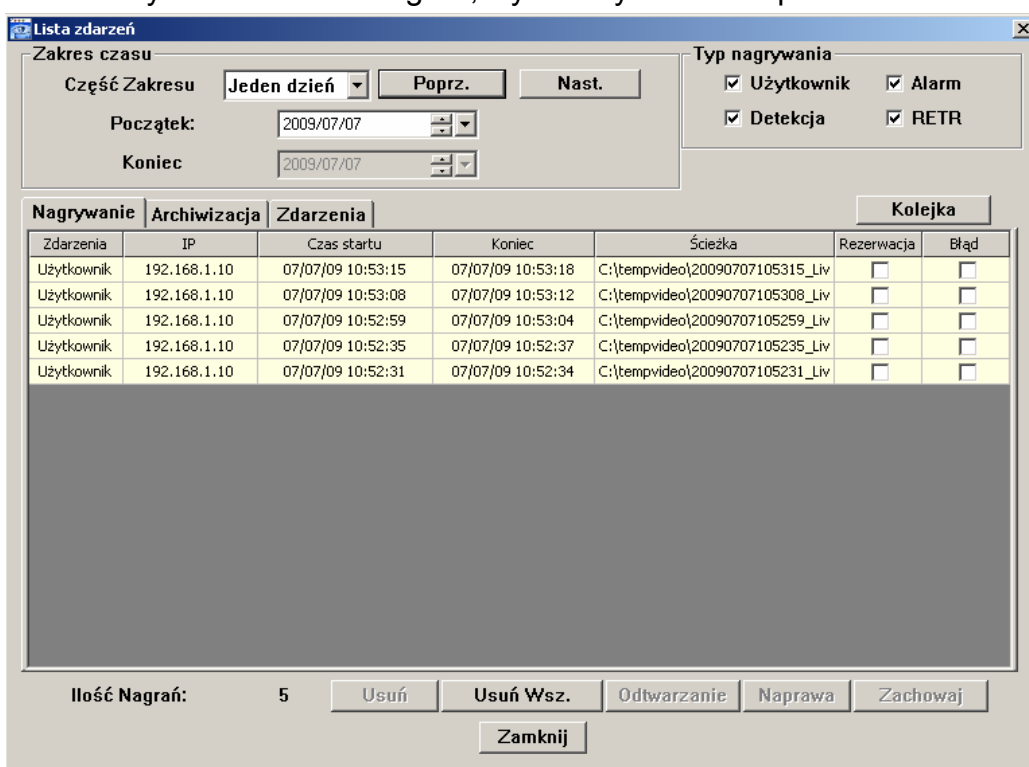 Lista zdarzeń
Zakres czasu
Część Zakresu Jeden dzień Poprz. Nast.
Początek: 2009/07/07
Koniec 2009/07/07
Typ nagrywania
Użytkownik Alarm
Detekcja RETR
Nagrywanie Archiwizacja Zdarzenia Kolejka
Zdarzenia IP Czas startu Koniec Ścieżka Rezerwacja Błąd
Użytkownik 192.168.1.10 07/07/09 10:53:15 07/07/09 10:53:18 C:\tempvideo\20090707105315_Liv
Użytkownik 192.168.1.10 07/07/09 10:53:08 07/07/09 10:53:12 C:\tempvideo\20090707105308_Liv
Użytkownik 192.168.1.10 07/07/09 10:52:59 07/07/09 10:53:04 C:\tempvideo\20090707105259_Liv
Użytkownik 192.168.1.10 07/07/09 10:52:35 07/07/09 10:52:37 C:\tempvideo\20090707105235_Liv
Użytkownik 192.168.1.10 07/07/09 10:52:31 07/07/09 10:52:34 C:\tempvideo\20090707105231_Liv
Ilość Nagrań: 5 Usuń Usuń Wsz. Odtwarzanie Naprawa Zachowaj
Zamknij